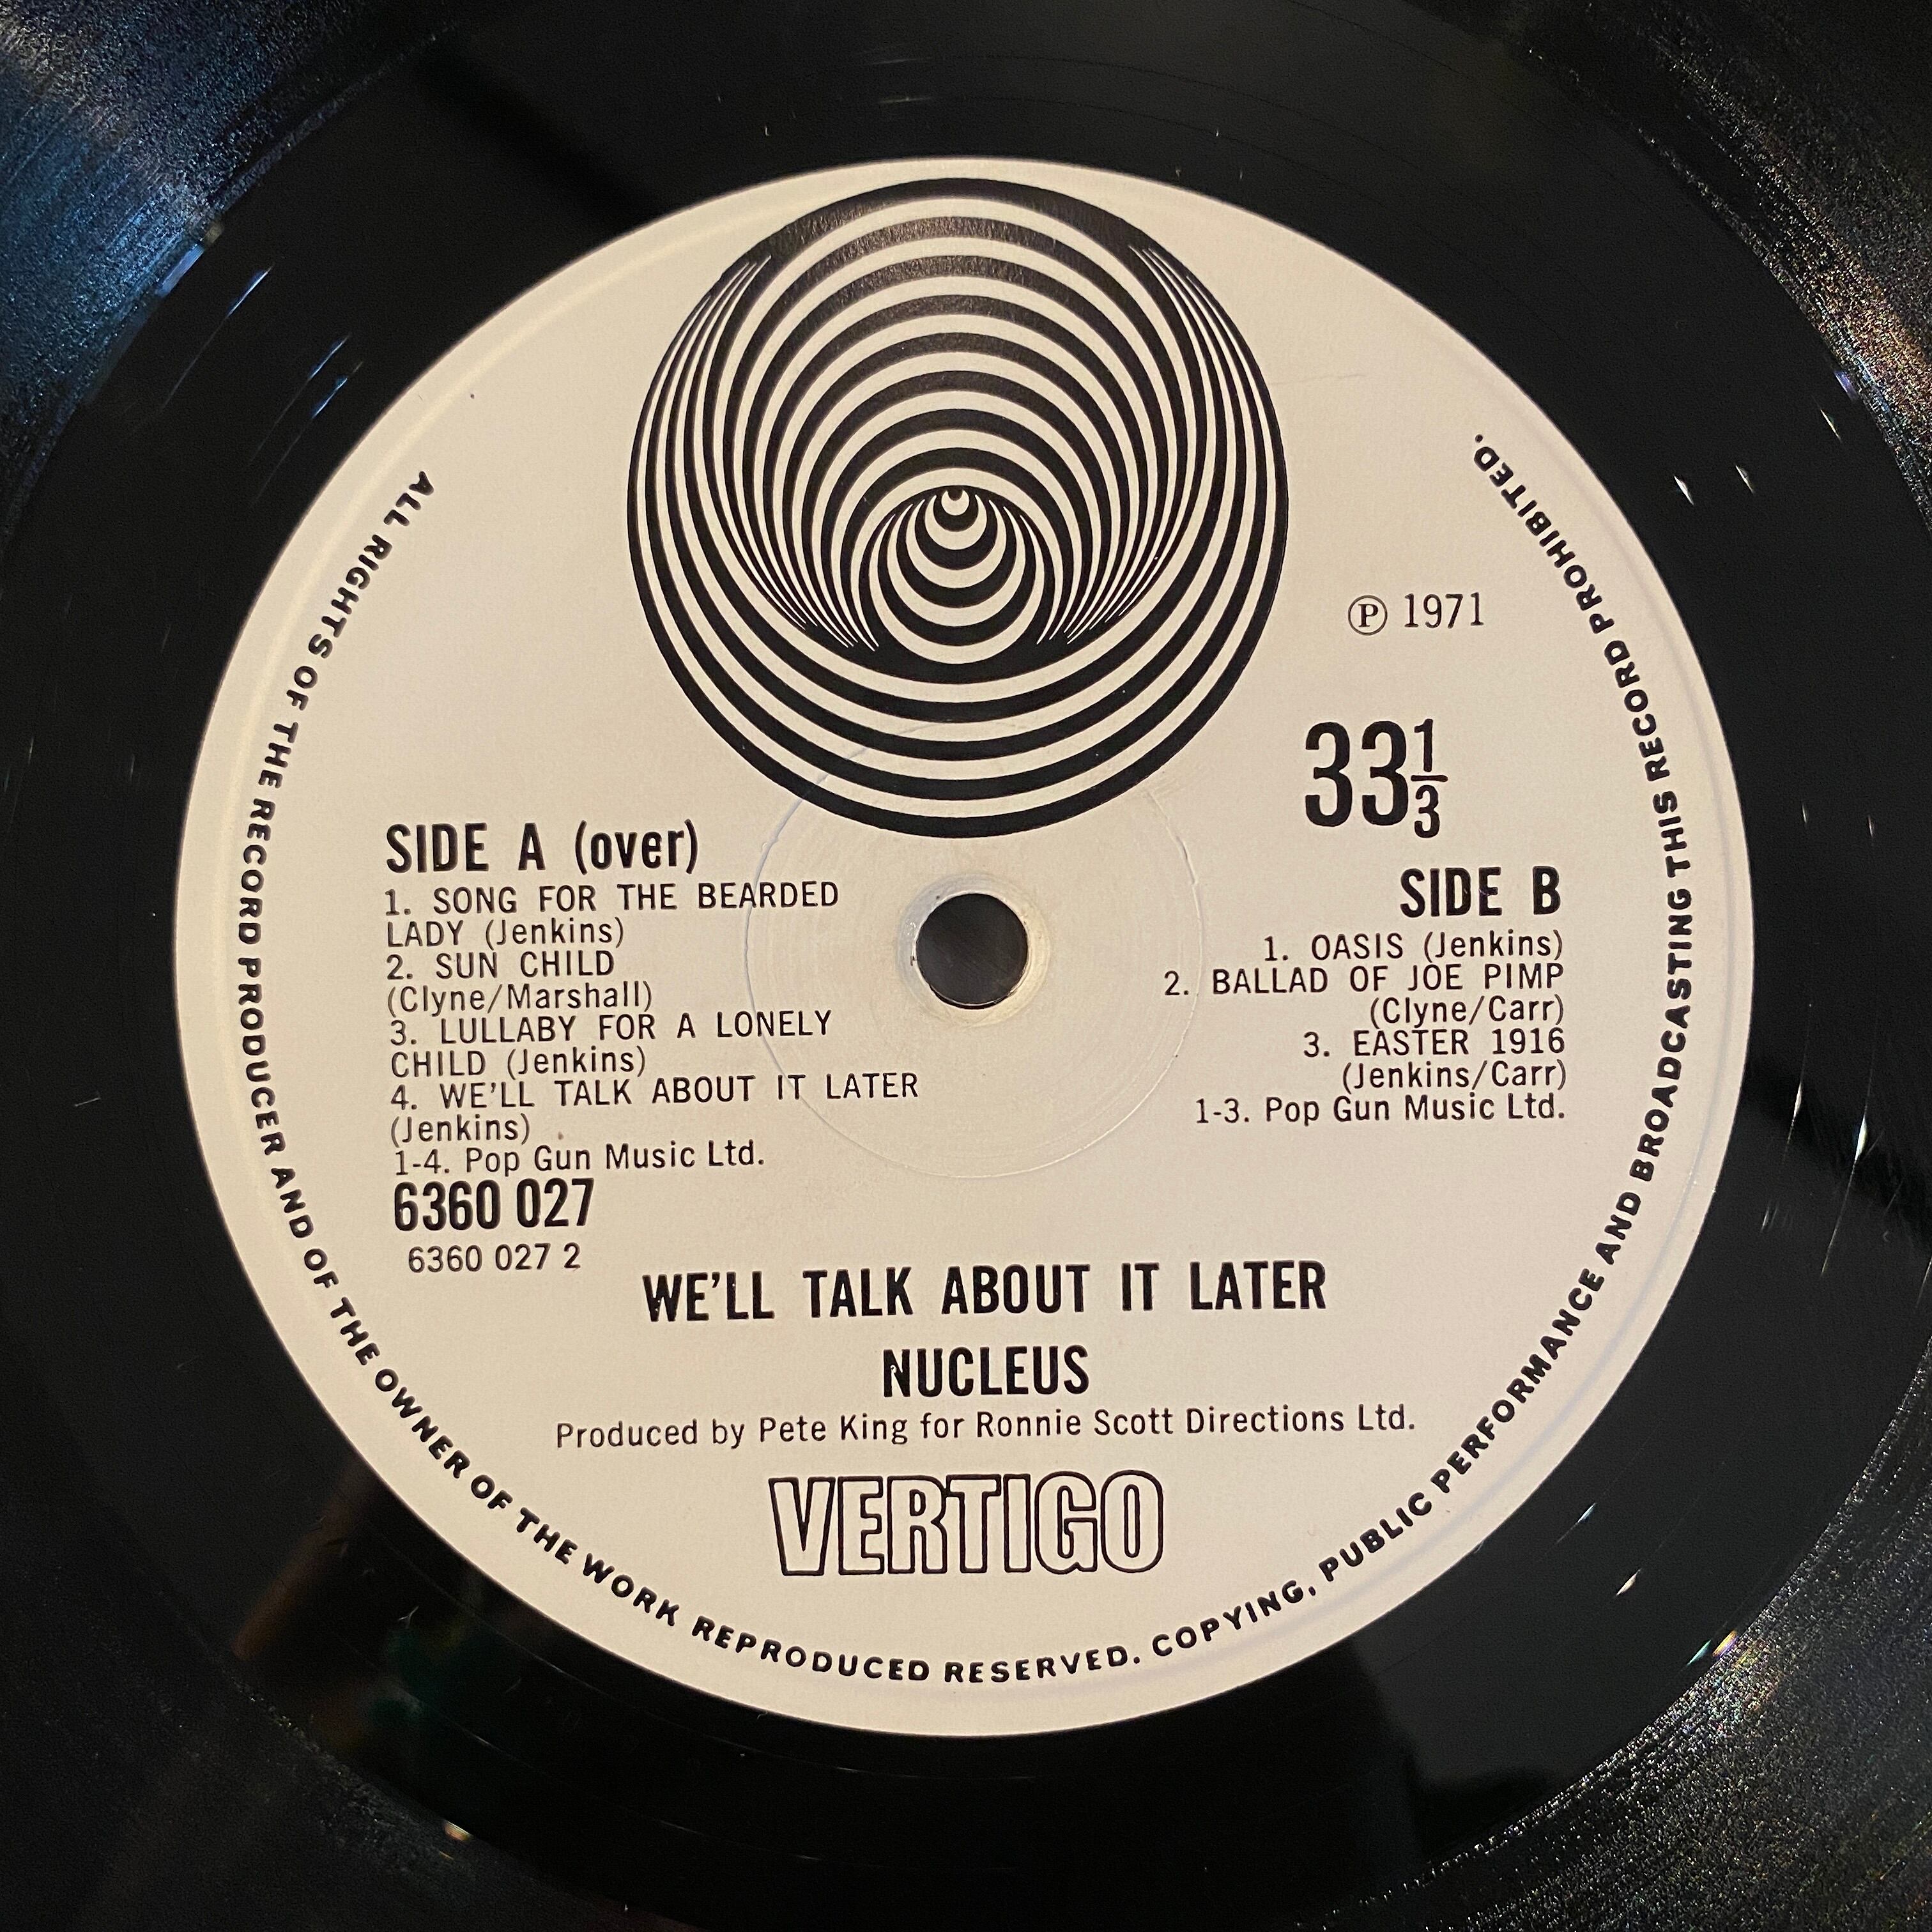 ALL RIGHTS OF THE RECORD PRODUCER AND OF THE OWNER OF THE WORK REPRODUCED RESERVED. COPYING, PUBLIC PERFORMANCE AND BROADCASTING THIS RECORD PROHIBITED.
Ⓟ 1971
33⅓
SIDE A (over)
1. SONG FOR THE BEARDED
LADY (Jenkins)
2. SUN CHILD
(Clyne/Marshall)
3. LULLABY FOR A LONELY
CHILD (Jenkins)
4. WE'LL TALK ABOUT IT LATER
(Jenkins)
1-4. Pop Gun Music Ltd.
6360 027
6360 027 2
SIDE B
1. OASIS (Jenkins)
2. BALLAD OF JOE PIMP
(Clyne/Carr)
3. EASTER 1916
(Jenkins/Carr)
1-3. Pop Gun Music Ltd.
WE'LL TALK ABOUT IT LATER
NUCLEUS
Produced by Pete King for Ronnie Scott Directions Ltd.
VERTIGO